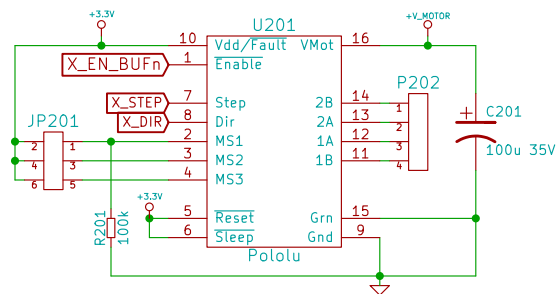 +3.3V
U201
+V_MOTOR
10 Vdd/Fault VMot 16
X_EN_BUFn 1 Enable
P202
X_STEP 7 Step 2B 14 1
X_DIR 8 Dir 2A 13 2
C201
100u 35V
JP201
2 1 2 MS1 1A 12 3
4 3 3 MS2 1B 11 4
6 5 4 MS3
+3.3V
R201
100k
5 Reset Grn 15
6 Sleep Gnd 9
Pololu